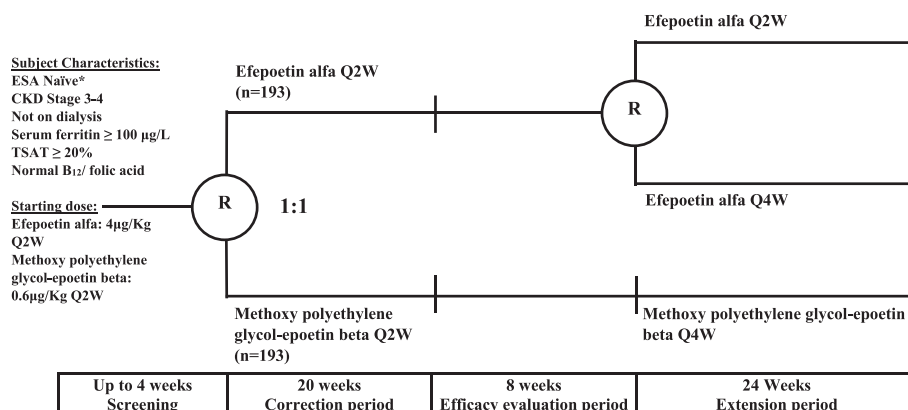 Subject Characteristics:
ESA Naïve*
CKD Stage 3-4
Not on dialysis
Serum ferritin ≥ 100 µg/L
TSAT ≥ 20%
Normal B12/ folic acid
Starting dose:
Efepoetin alfa: 4µg/Kg
Q2W
Methoxy polyethylene
glycol-epoetin beta:
0.6µg/Kg Q2W
R
1:1
Efepoetin alfa Q2W
(n=193)
Methoxy polyethylene
glycol-epoetin beta Q2W
(n=193)
R
Efepoetin alfa Q2W
Efepoetin alfa Q4W
Methoxy polyethylene glycol-epoetin
beta Q4W
Up to 4 weeks
Screening
20 weeks
Correction period
8 weeks
Efficacy evaluation period
24 Weeks
Extension period